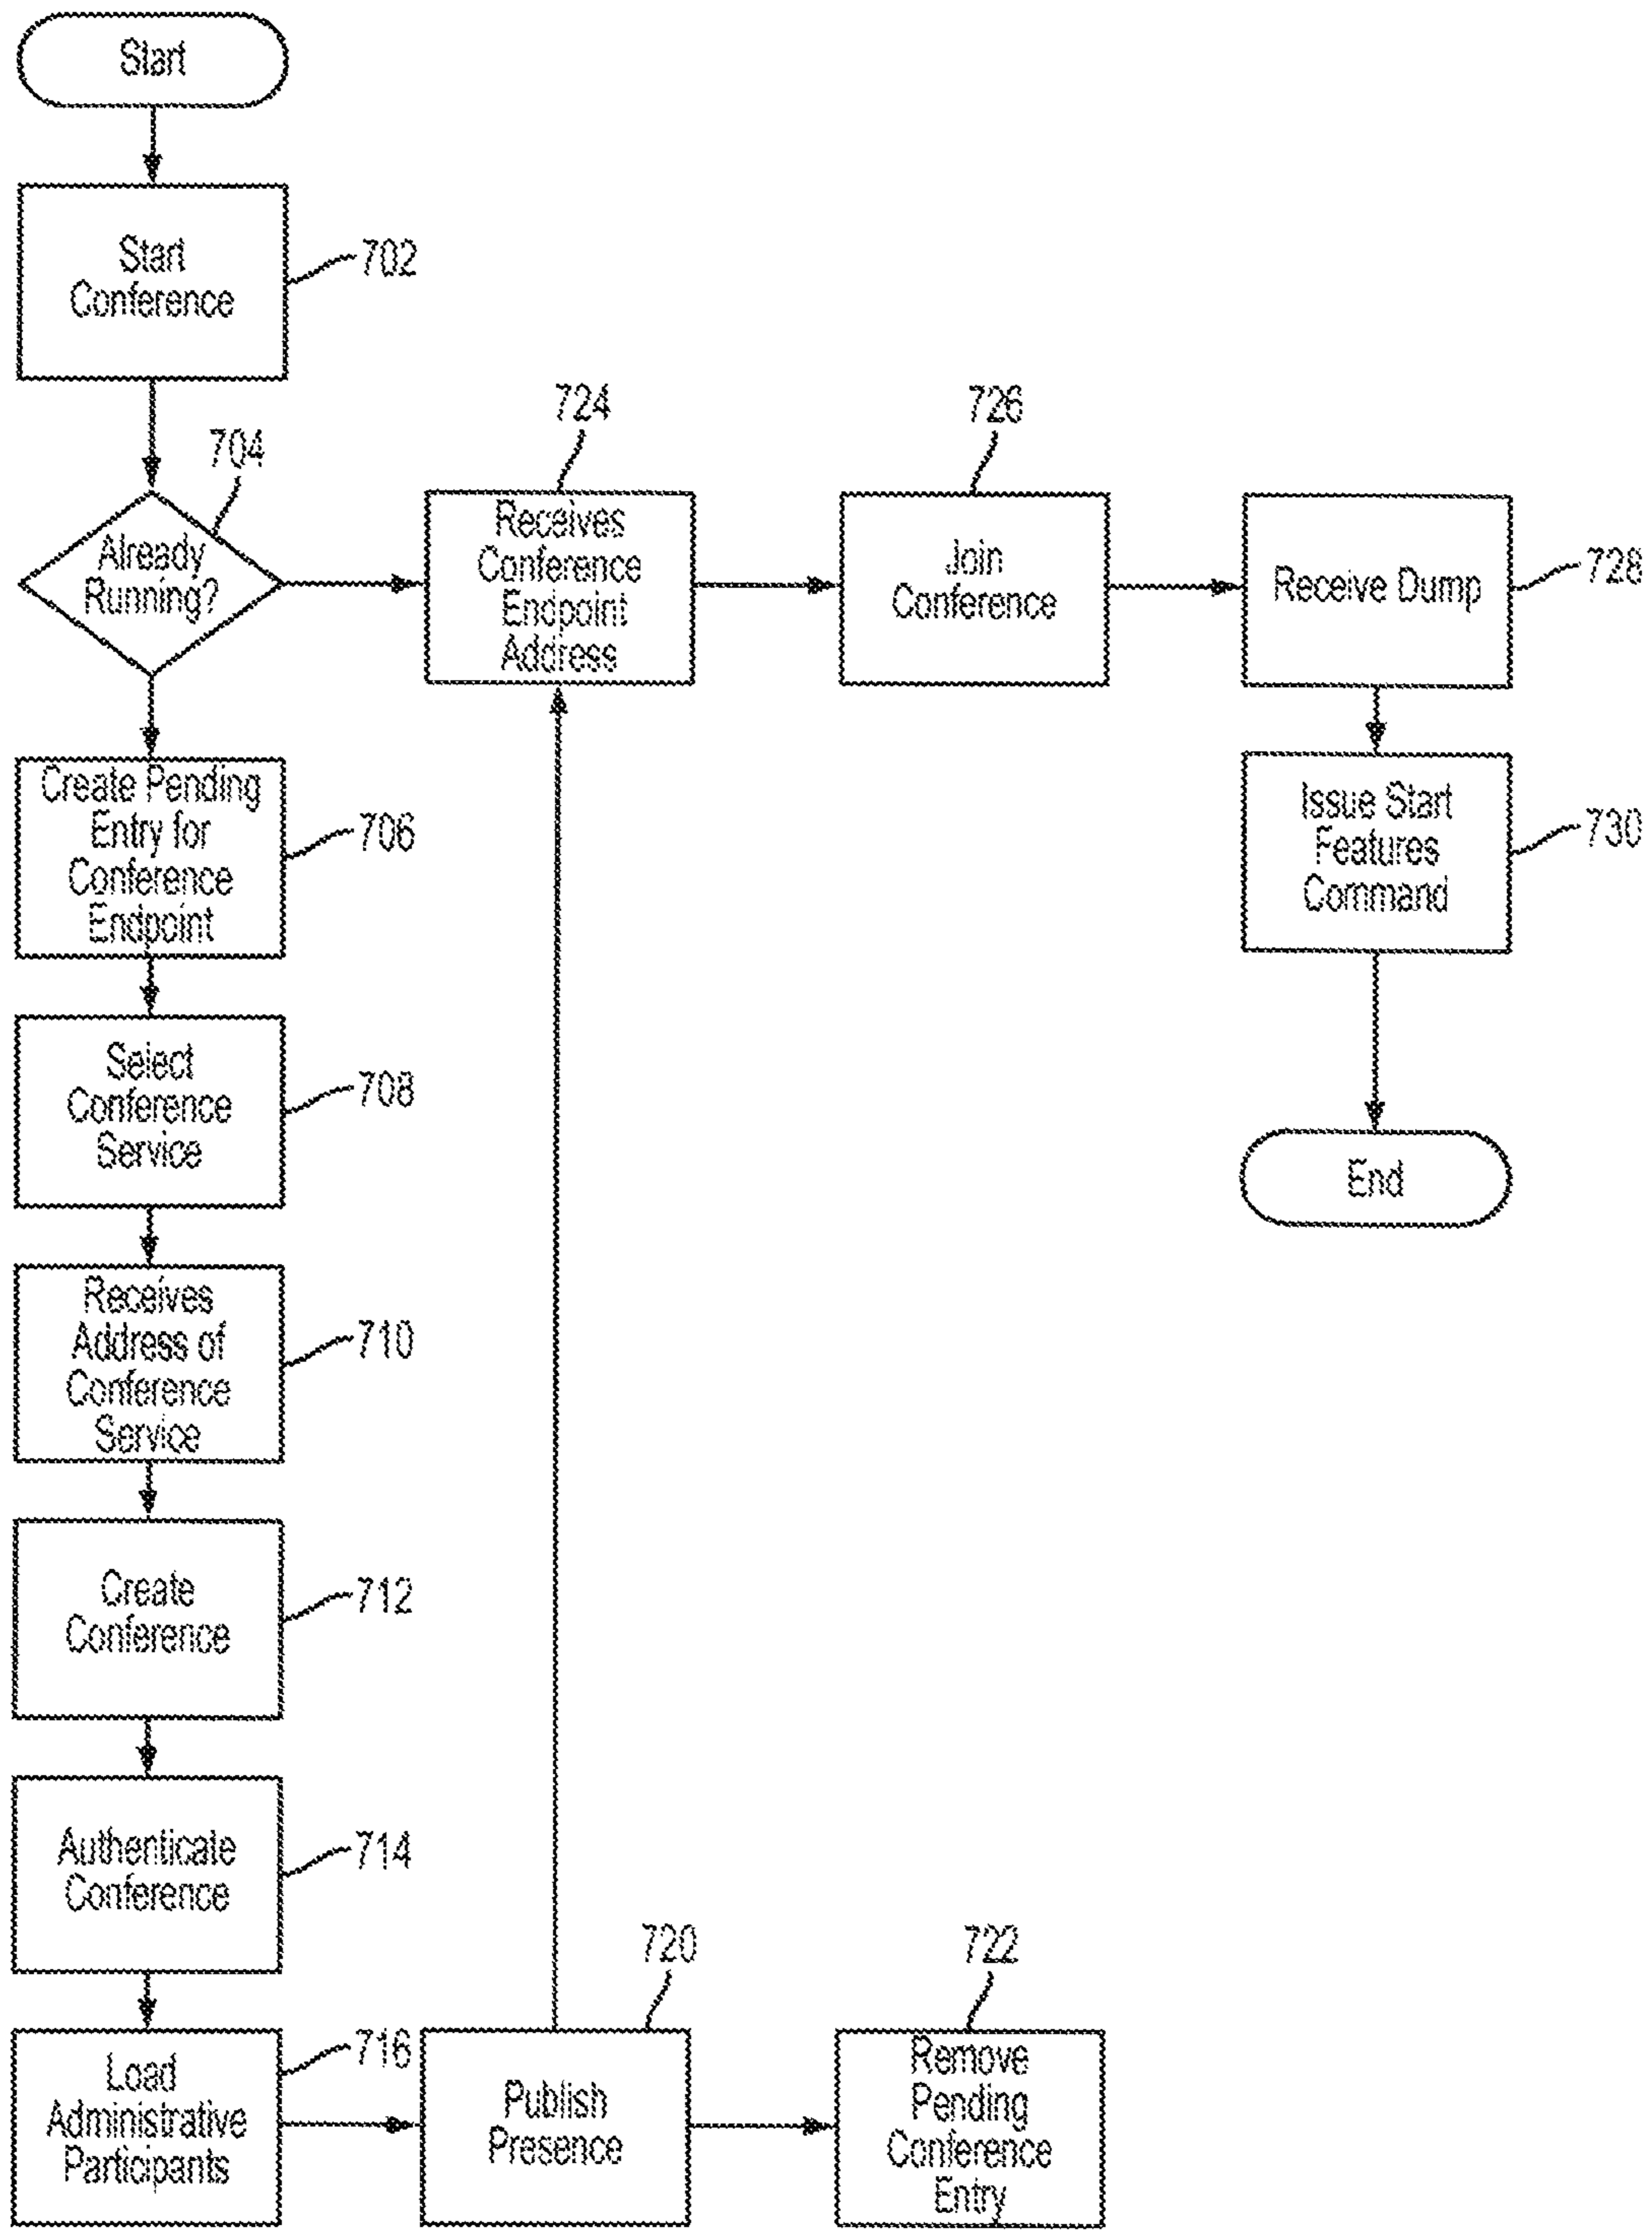 Start
Start
Conference
702
704
Already
Running?
724
Receives
Conference
Endpoint
Address
726
Join
Conference
Receive Dump
728
Create Pending
Entry for
Conference
Endpoint
706
Issue Start
Features
Command
730
Select
Conference
Service
708
End
Receives
Address of
Conference
Service
710
Create
Conference
712
Authenticate
Conference
714
Load
Administrative
Participants
716
720
Publish
Presence
722
Remove
Pending
Conference
Entry